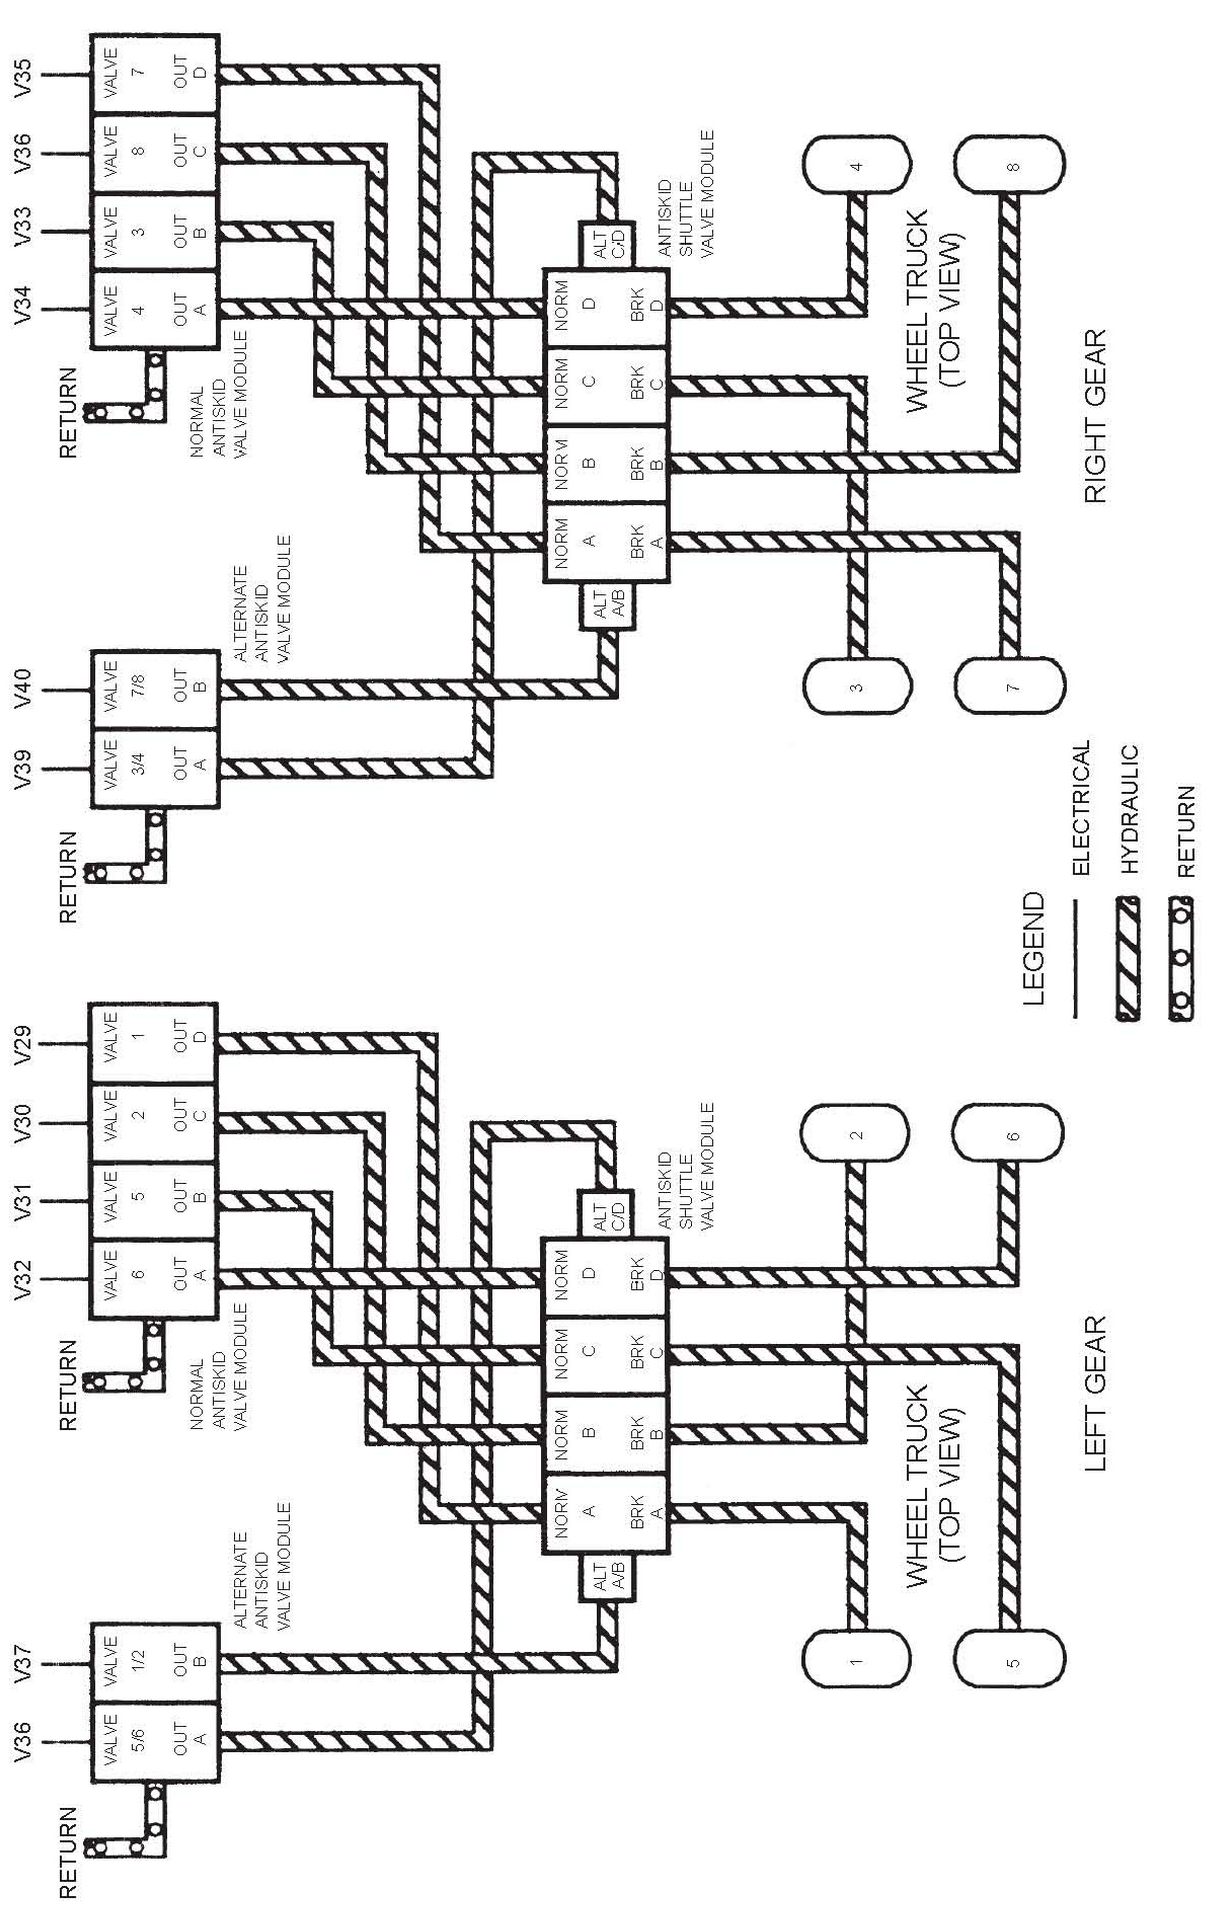 V36 V37 V32 V31 V30 V29
RETURN
VALVE 5/6 OUT A
VALVE 1/2 OUT B
RETURN
VALVE 6 OUT A
VALVE 5 OUT B
VALVE 2 OUT C
VALVE 1 OUT D
ALTERNATE
ANTISKID
VALVE MODULE
NORMAL
ANTISKID
VALVE MODULE
ALT A/B
NORM A BRK A
NORM B BRK B
NORM C BRK C
NORM D BRK D
ALT C/D
ANTISKID
SHUTTLE
VALVE MODULE
1 2
WHEEL TRUCK
(TOP VIEW)
5 6
LEFT GEAR
V39 V40 V34 V33 V36 V35
RETURN
VALVE 3/4 OUT A
VALVE 7/8 OUT B
RETURN
VALVE 4 OUT A
VALVE 3 OUT B
VALVE 8 OUT C
VALVE 7 OUT D
ALTERNATE
ANTISKID
VALVE MODULE
NORMAL
ANTISKID
VALVE MODULE
ALT A/B
NORM A BRK A
NORM B BRK B
NORM C BRK C
NORM D BRK D
ALT C/D
ANTISKID
SHUTTLE
VALVE MODULE
3 4
WHEEL TRUCK
(TOP VIEW)
7 8
RIGHT GEAR
LEGEND
ELECTRICAL
HYDRAULIC
RETURN